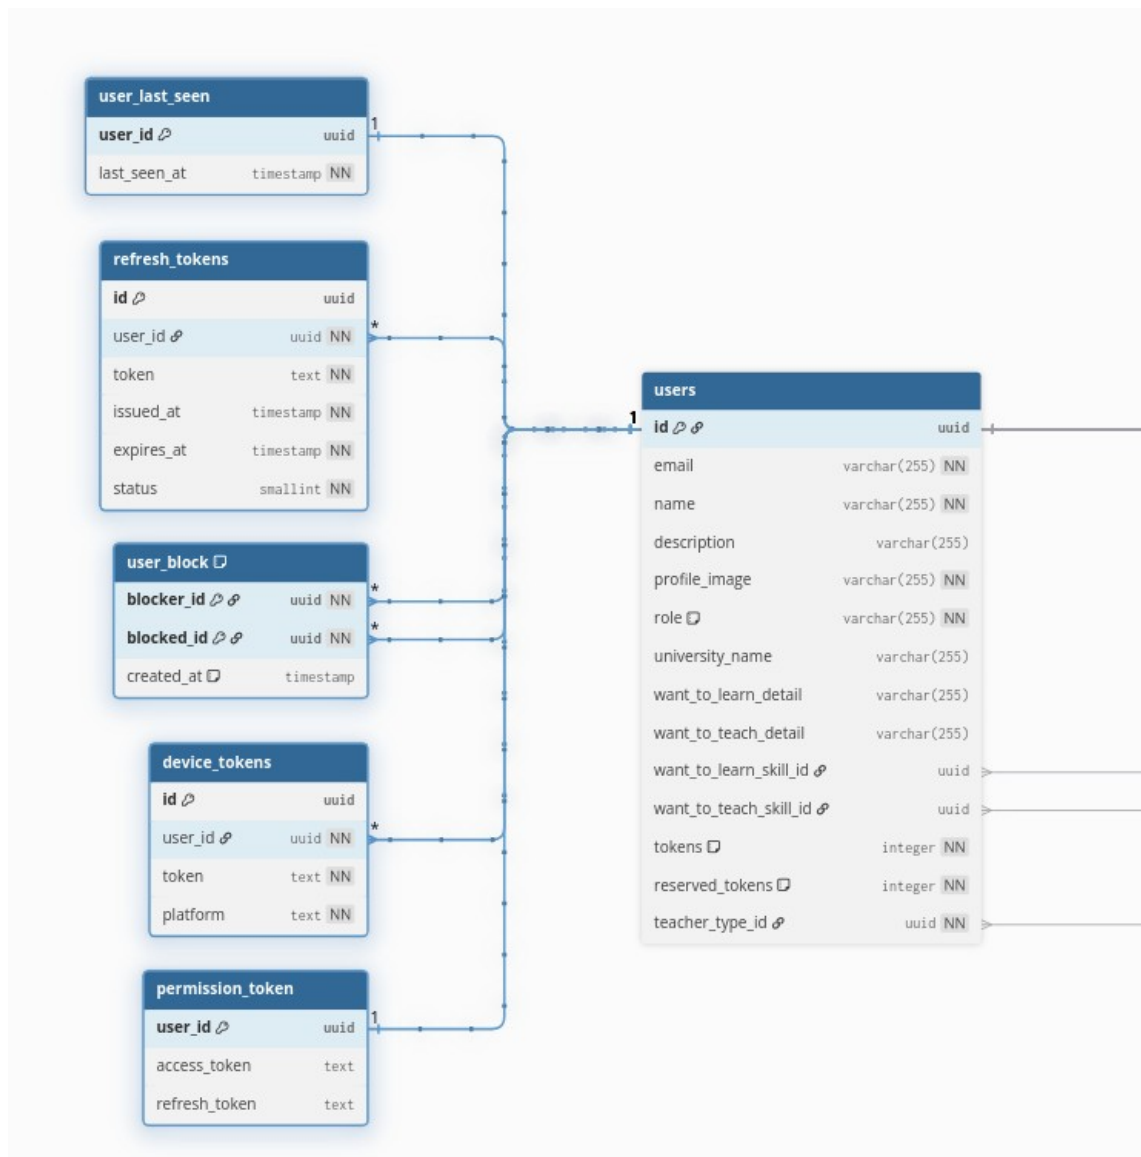 user_last_seen
user_id uuid
last_seen_at timestamp NN
1
refresh_tokens
id uuid
user_id uuid NN
*
token text NN
issued_at timestamp NN
expires_at timestamp NN
status smallint NN
user_block
blocker_id uuid NN
*
blocked_id uuid NN
*
created_at timestamp
device_tokens
id uuid
user_id uuid NN
*
token text NN
platform text NN
permission_token
user_id uuid
1
access_token text
refresh_token text
users
1
id uuid
email varchar(255) NN
name varchar(255) NN
description varchar(255)
profile_image varchar(255) NN
role varchar(255) NN
university_name varchar(255)
want_to_learn_detail varchar(255)
want_to_teach_detail varchar(255)
want_to_learn_skill_id uuid
want_to_teach_skill_id uuid
tokens integer NN
reserved_tokens integer NN
teacher_type_id uuid NN